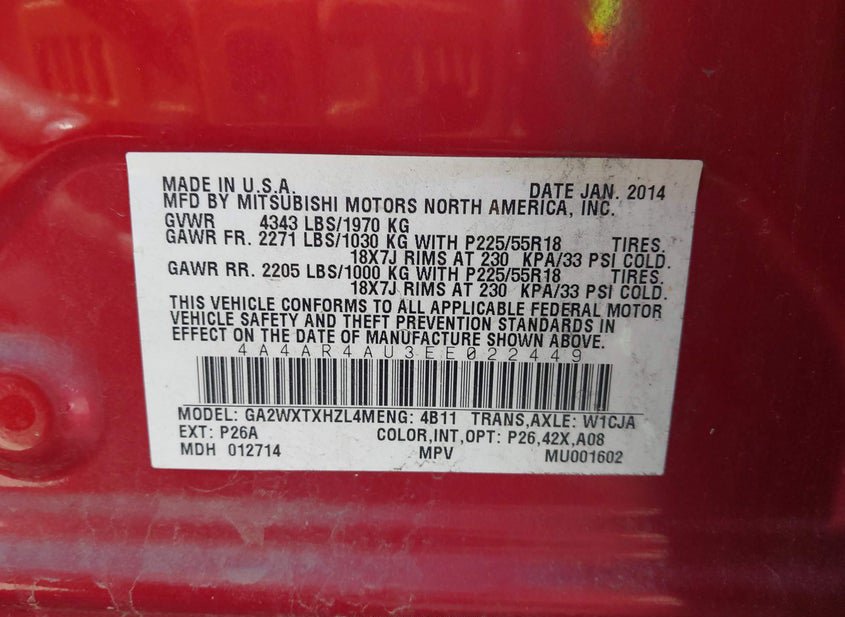 MADE IN U.S.A. DATE JAN. 2014
MFD BY MITSUBISHI MOTORS NORTH AMERICA, INC.
GVWR 4343 LBS/1970 KG
GAWR FR. 2271 LBS/1030 KG WITH P225/55R18 TIRES.
18X7J RIMS AT 230 KPA/33 PSI COLD.
GAWR RR. 2205 LBS/1000 KG WITH P225/55R18 TIRES.
18X7J RIMS AT 230 KPA/33 PSI COLD.
THIS VEHICLE CONFORMS TO ALL APPLICABLE FEDERAL MOTOR
VEHICLE SAFETY AND THEFT PREVENTION STANDARDS IN
EFFECT ON THE DATE OF MANUFACTURE SHOWN ABOVE.
4A4AR4AU3EE022449
MODEL: GA2WXTXHZL4MENG: 4B11 TRANS,AXLE: W1CJA
EXT: P26A COLOR,INT,OPT: P26,42X,A08
MDH 012714 MPV MU001602